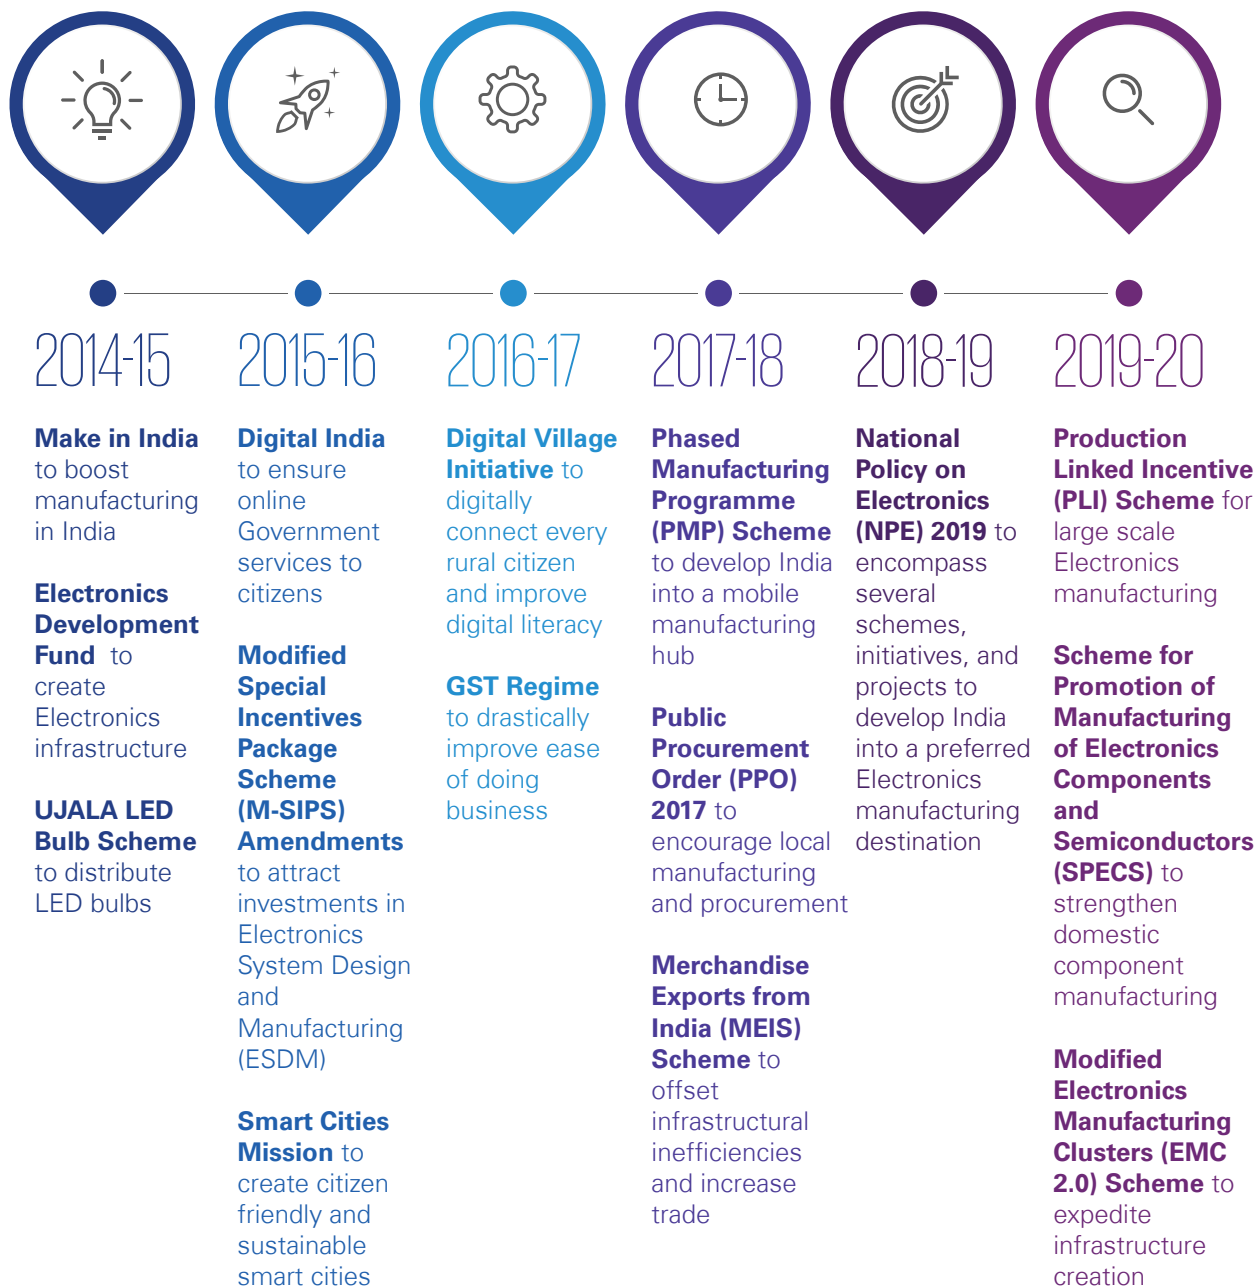 2014-15
Make in India
to boost
manufacturing
in India
Electronics
Development
Fund to
create
Electronics
infrastructure
UJALA LED
Bulb Scheme
to distribute
LED bulbs
2015-16
Digital India
to ensure
online
Government
services to
citizens
Modified
Special
Incentives
Package
Scheme
(M-SIPS)
Amendments
to attract
investments in
Electronics
System Design
and
Manufacturing
(ESDM)
Smart Cities
Mission to
create citizen
friendly and
sustainable
smart cities
2016-17
Digital Village
Initiative to
digitally
connect every
rural citizen
and improve
digital literacy
GST Regime
to drastically
improve ease
of doing
business
2017-18
Phased
Manufacturing
Programme
(PMP) Scheme
to develop India
into a mobile
manufacturing
hub
Public
Procurement
Order (PPO)
2017 to
encourage local
manufacturing
and procurement
Merchandise
Exports from
India (MEIS)
Scheme to
offset
infrastructural
inefficiencies
and increase
trade
2018-19
National
Policy on
Electronics
(NPE) 2019 to
encompass
several
schemes,
initiatives, and
projects to
develop India
into a preferred
Electronics
manufacturing
destination
2019-20
Production
Linked Incentive
(PLI) Scheme for
large scale
Electronics
manufacturing
Scheme for
Promotion of
Manufacturing
of Electronics
Components
and
Semiconductors
(SPECS) to
strengthen
domestic
component
manufacturing
Modified
Electronics
Manufacturing
Clusters (EMC
2.0) Scheme to
expedite
infrastructure
creation